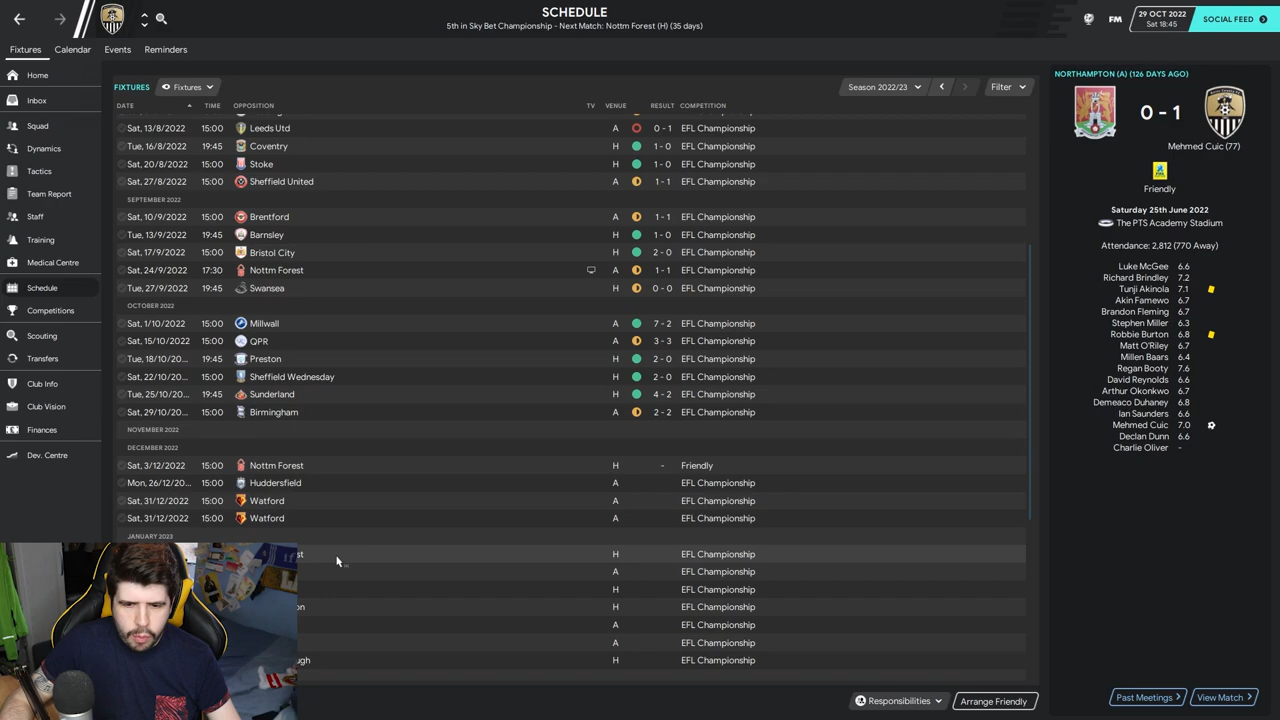 SCHEDULE
5th in Sky Bet Championship - Next Match: Nottm Forest (H) (35 days)
FM
29 OCT 2022
Sat 18:45
SOCIAL FEED
Fixtures Calendar Events Reminders
Home
Inbox
Squad
Dynamics
Tactics
Team Report
Staff
Training
Medical Centre
Schedule
Competitions
Scouting
Transfers
Club Info
Club Vision
Finances
Dev. Centre
FIXTURES Fixtures Season 2022/23 Filter
DATE TIME OPPOSITION TV VENUE RESULT COMPETITION
Sat, 13/8/2022 15:00 Leeds Utd A 0 - 1 EFL Championship
Tue, 16/8/2022 19:45 Coventry H 1 - 0 EFL Championship
Sat, 20/8/2022 15:00 Stoke H 1 - 0 EFL Championship
Sat, 27/8/2022 15:00 Sheffield United A 1 - 1 EFL Championship
SEPTEMBER 2022
Sat, 10/9/2022 15:00 Brentford A 1 - 1 EFL Championship
Tue, 13/9/2022 19:45 Barnsley H 1 - 0 EFL Championship
Sat, 17/9/2022 15:00 Bristol City H 2 - 0 EFL Championship
Sat, 24/9/2022 17:30 Nottm Forest A 1 - 1 EFL Championship
Tue, 27/9/2022 19:45 Swansea H 0 - 0 EFL Championship
OCTOBER 2022
Sat, 1/10/2022 15:00 Millwall A 7 - 2 EFL Championship
Sat, 15/10/2022 15:00 QPR A 3 - 3 EFL Championship
Tue, 18/10/20... 19:45 Preston H 2 - 0 EFL Championship
Sat, 22/10/20... 15:00 Sheffield Wednesday H 2 - 0 EFL Championship
Tue, 25/10/20... 19:45 Sunderland H 4 - 2 EFL Championship
Sat, 29/10/20... 15:00 Birmingham A 2 - 2 EFL Championship
NOVEMBER 2022
DECEMBER 2022
Sat, 3/12/2022 15:00 Nottm Forest H - Friendly
Mon, 26/12/20... 15:00 Huddersfield A EFL Championship
Sat, 31/12/2022 15:00 Watford A EFL Championship
Sat, 31/12/2022 15:00 Watford A EFL Championship
JANUARY 2023
st H EFL Championship
A EFL Championship
H EFL Championship
on H EFL Championship
A EFL Championship
A EFL Championship
ugh H EFL Championship
Responsibilities Arrange Friendly
NORTHAMPTON (A) (126 DAYS AGO)
0 - 1
Mehmed Cuic (77)
Friendly
Saturday 25th June 2022
The PTS Academy Stadium
Attendance: 2,812 (770 Away)
Luke McGee 6.6
Richard Brindley 7.2
Tunji Akinola 7.1
Akin Famewo 6.7
Brandon Fleming 6.7
Stephen Miller 6.3
Robbie Burton 6.8
Matt O'Riley 6.7
Millen Baars 6.4
Regan Booty 7.6
David Reynolds 6.6
Arthur Okonkwo 6.7
Demeaco Duhaney 6.8
Ian Saunders 6.6
Mehmed Cuic 7.0
Declan Dunn 6.6
Charlie Oliver -
Past Meetings View Match